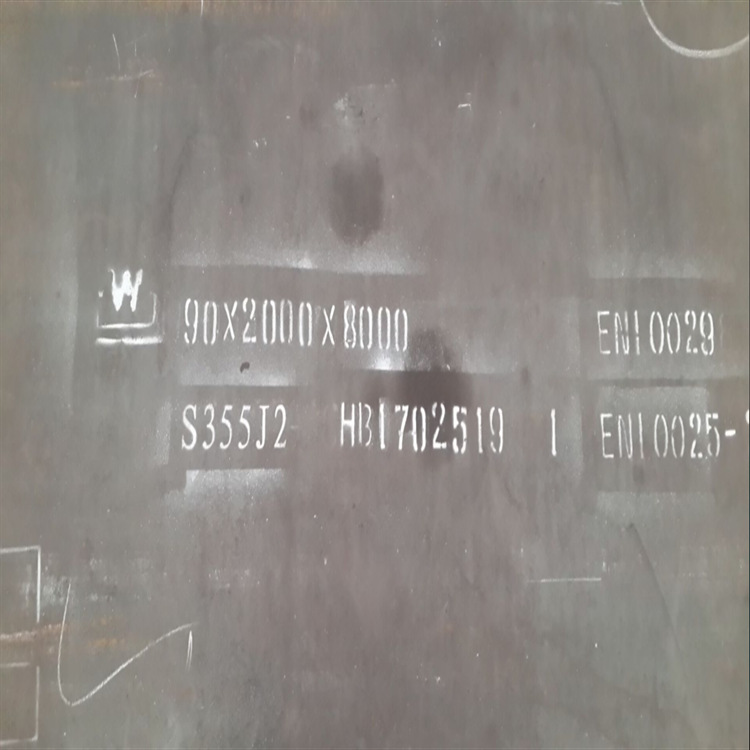 W
90X2000X8000 EN10029
S355J2 HB1702519 1 EN10025-